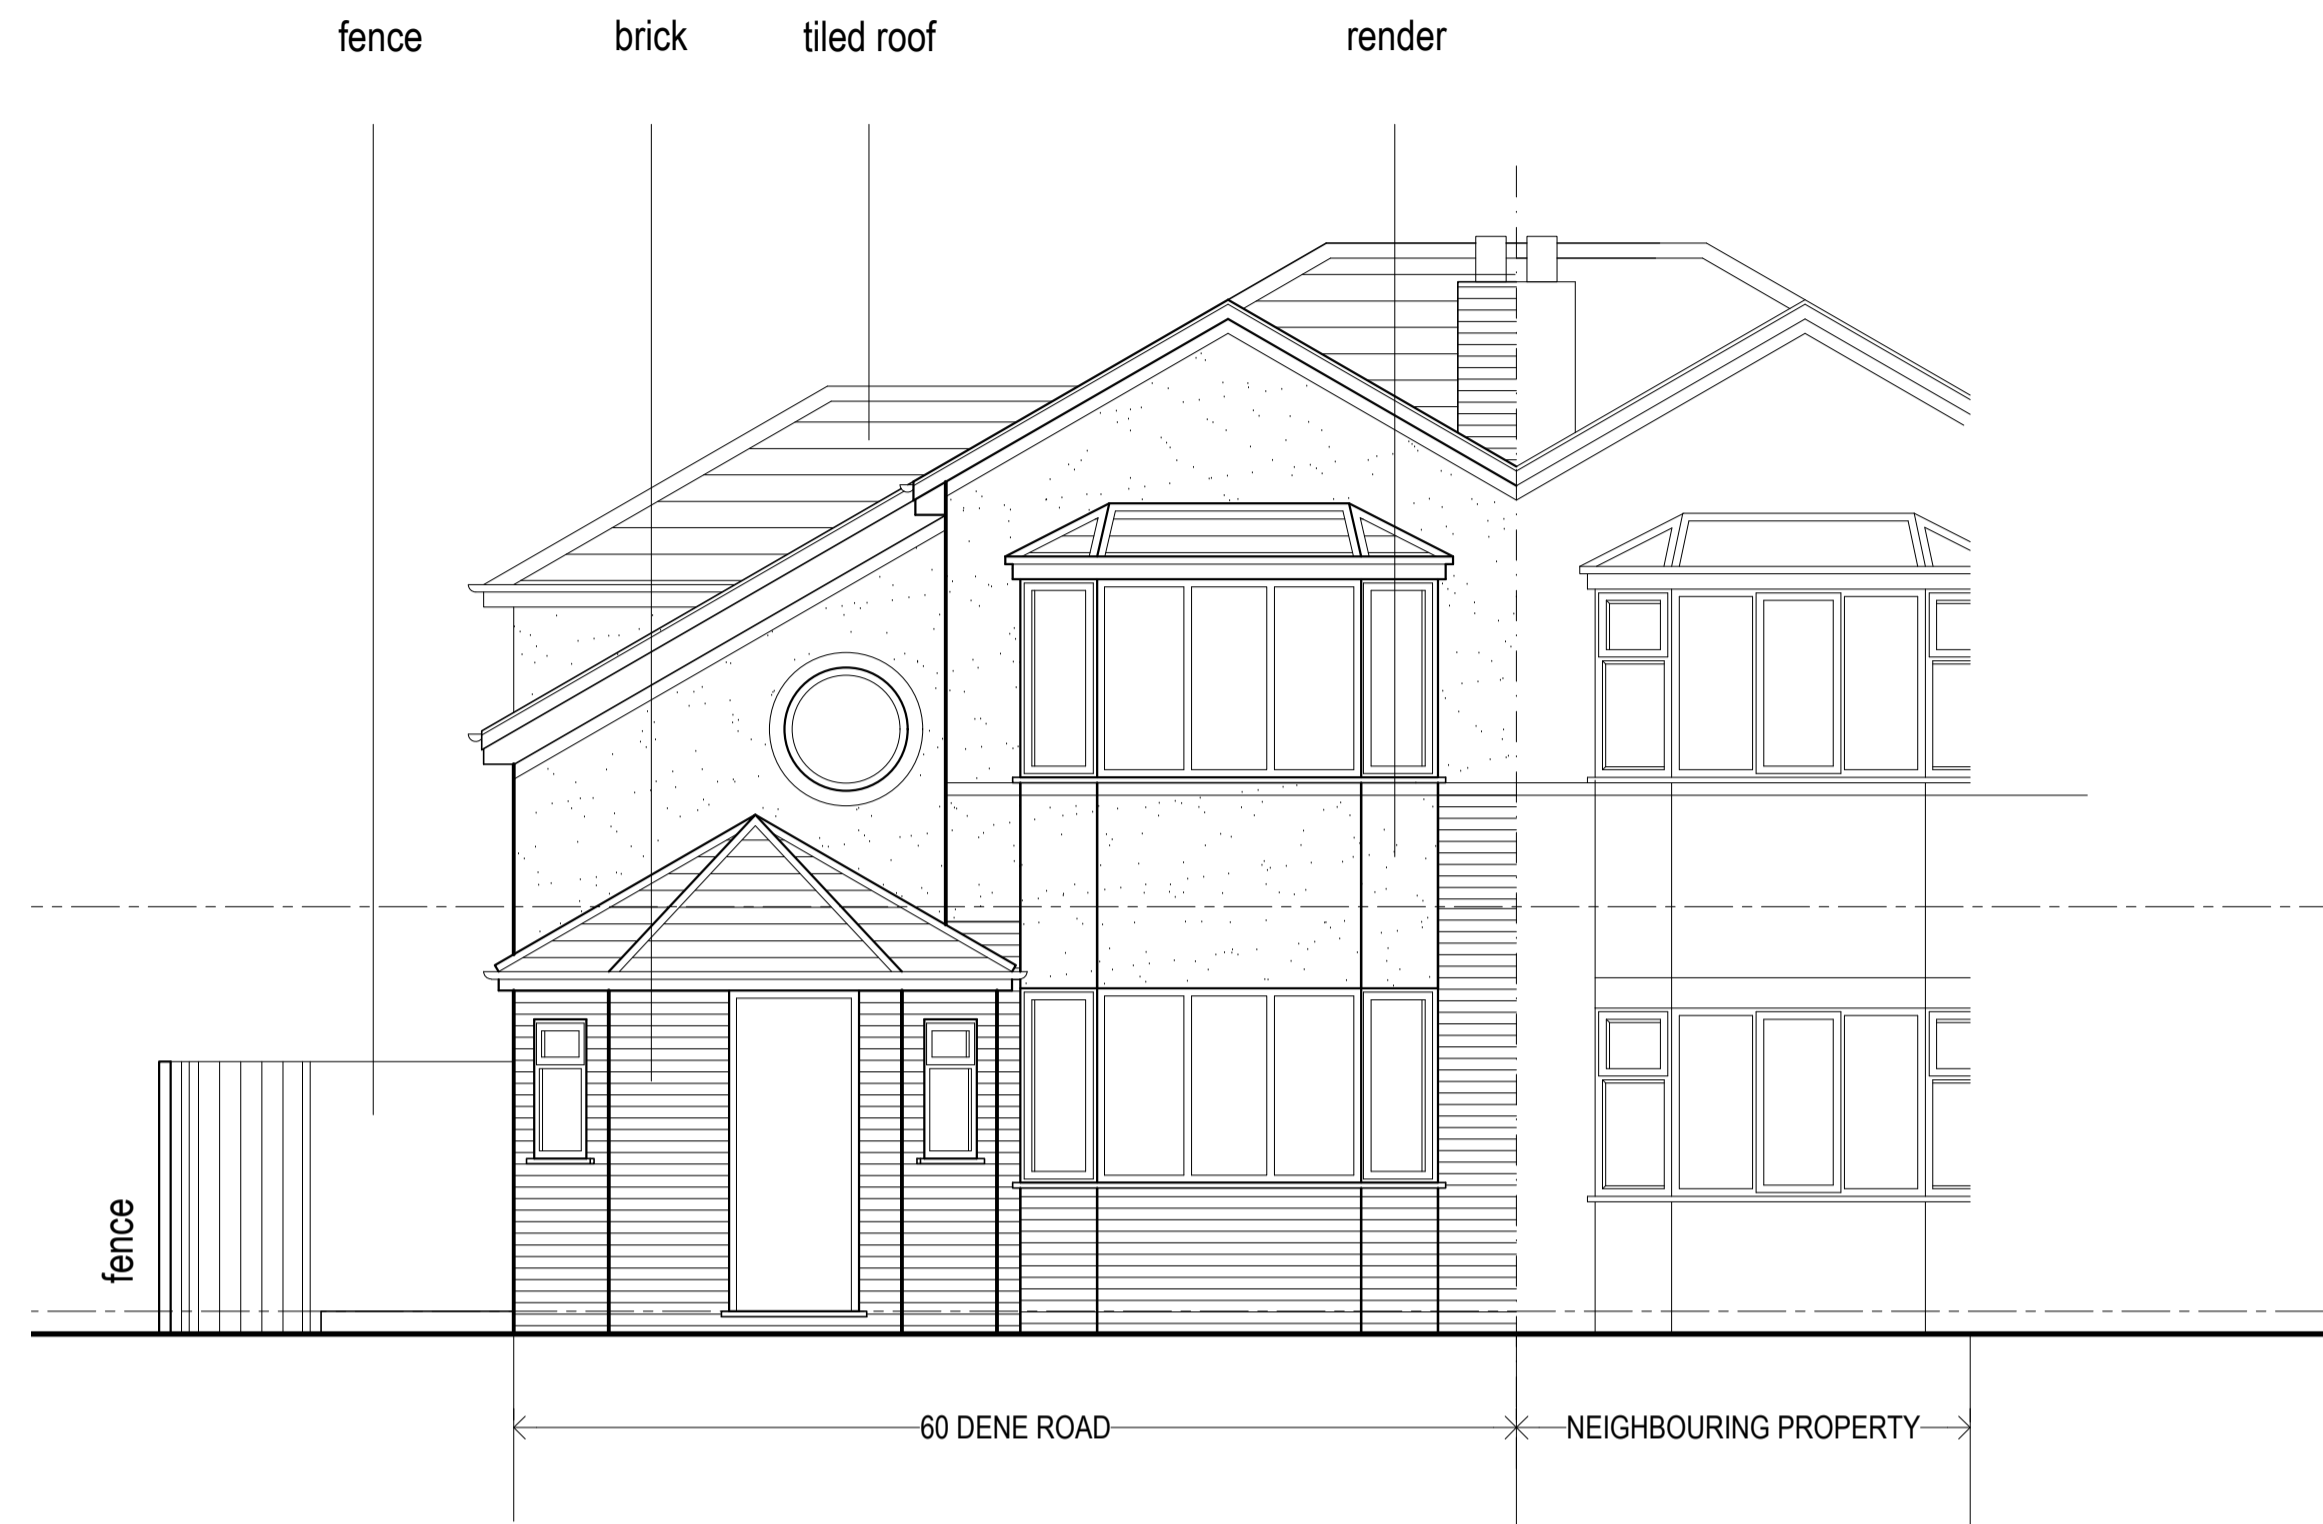 fence
brick
tiled roof
render
fence
60 DENE ROAD
NEIGHBOURING PROPERTY